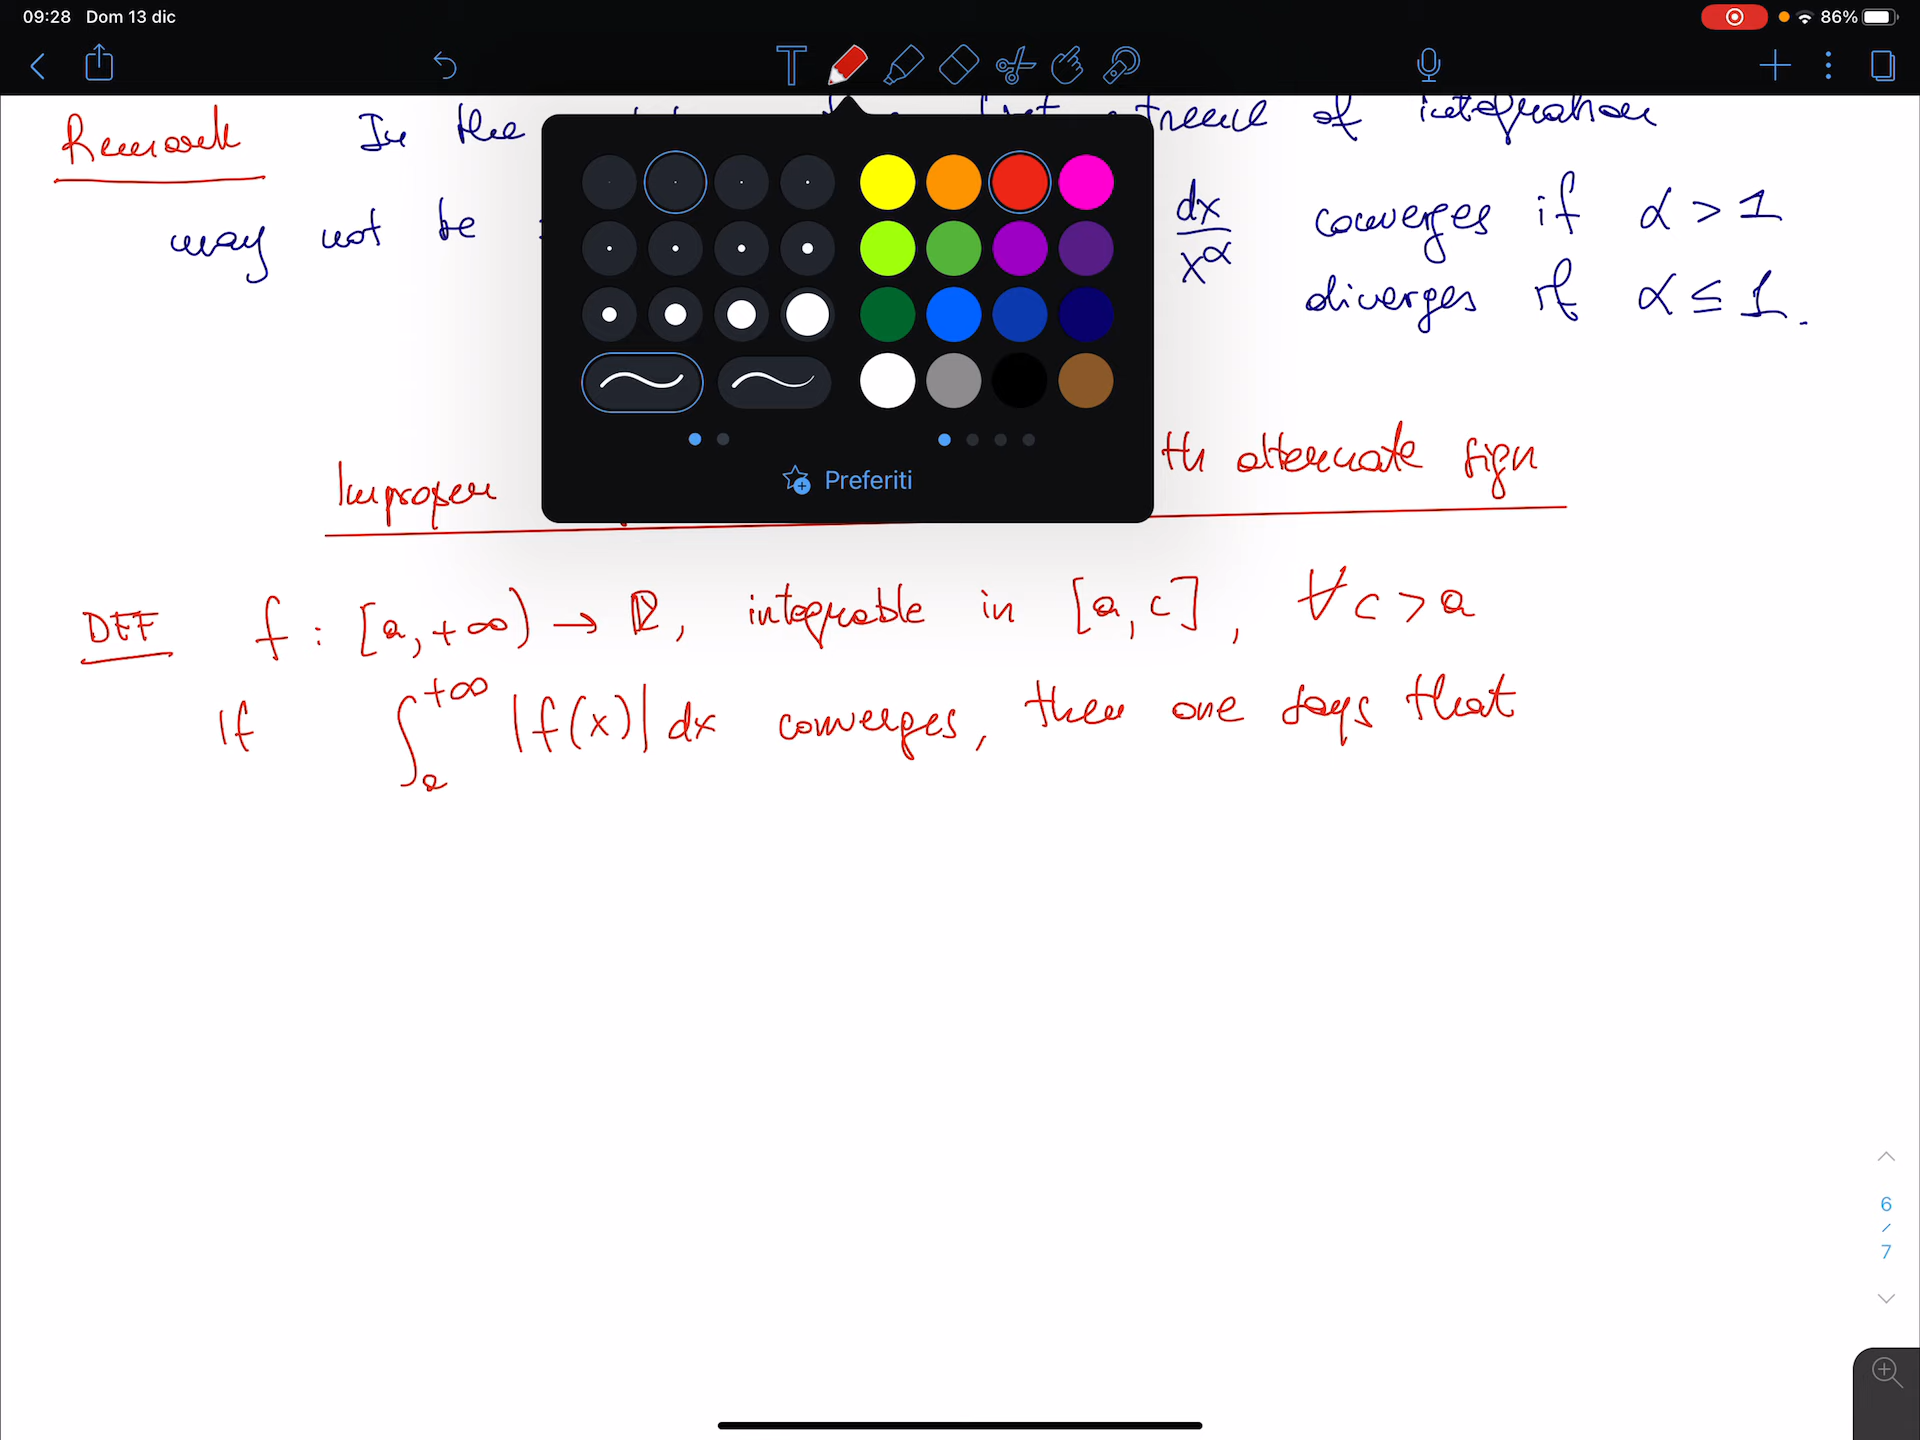 09:28 Dom 13 dic 86%
Remark In the of integration
may not be dx/x^α converges if α > 1
diverges if α ≤ 1.
Improper th alternate sign
Preferiti
DEF f : [a, +∞) → ℝ, integrable in [a, c], ∀ c > a
If ∫_a^{+∞} |f(x)| dx converges, then one says that
6
/
7